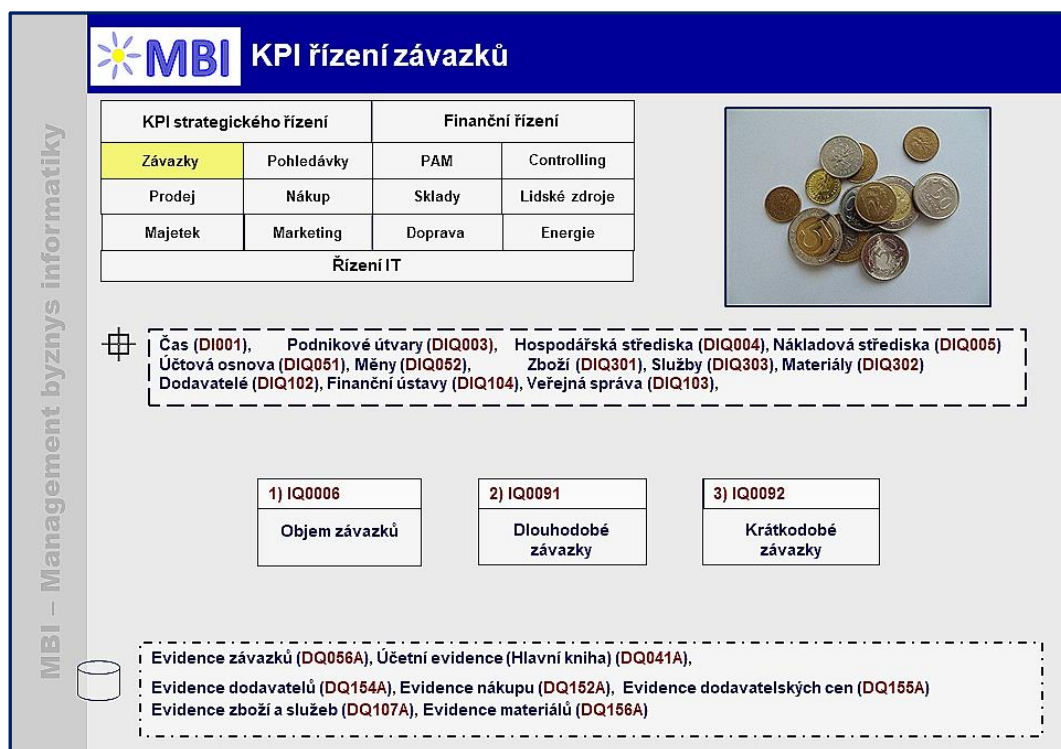 MBI KPI řízení závazků
MBI – Management byznys informatiky
KPI strategického řízení Finanční řízení
Závazky Pohledávky PAM Controlling
Prodej Nákup Sklady Lidské zdroje
Majetek Marketing Doprava Energie
Řízení IT
Čas (DI001), Podnikové útvary (DIQ003), Hospodářská střediska (DIQ004), Nákladová střediska (DIQ005)
Účtová osnova (DIQ051), Měny (DIQ052), Zboží (DIQ301), Služby (DIQ303), Materiály (DIQ302)
Dodavatelé (DIQ102), Finanční ústavy (DIQ104), Veřejná správa (DIQ103),
1) IQ0006 2) IQ0091 3) IQ0092
Objem závazků Dlouhodobé Krátkodobé
závazky závazky
Evidence závazků (DQ056A), Účetní evidence (Hlavní kniha) (DQ041A),
Evidence dodavatelů (DQ154A), Evidence nákupu (DQ152A), Evidence dodavatelských cen (DQ155A)
Evidence zboží a služeb (DQ107A), Evidence materiálů (DQ156A)